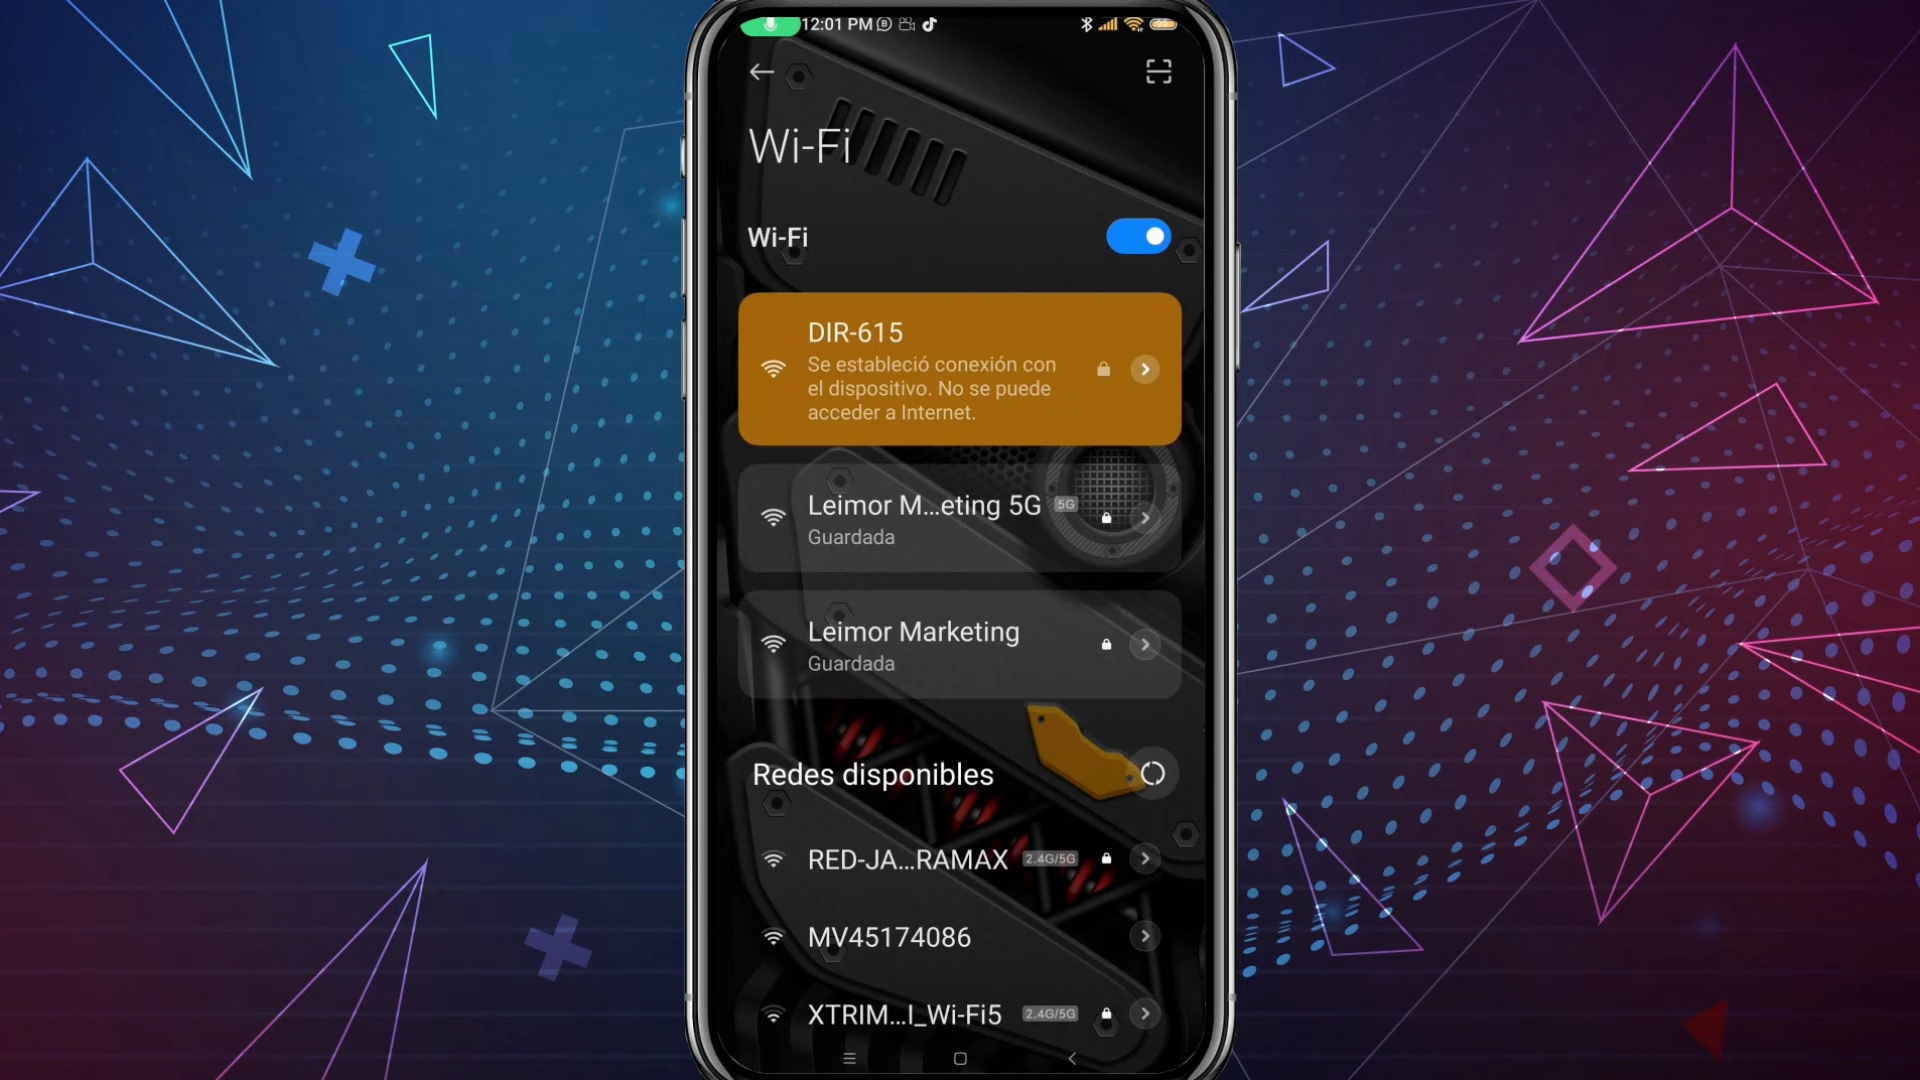 12:01 PM
Wi-Fi
Wi-Fi
DIR-615
Se estableció conexión con
el dispositivo. No se puede
acceder a Internet.
Leimor M...eting 5G 5G
Guardada
Leimor Marketing
Guardada
Redes disponibles
RED-JA...RAMAX 2.4G/5G
MV45174086
XTRIM...I_Wi-Fi5 2.4G/5G